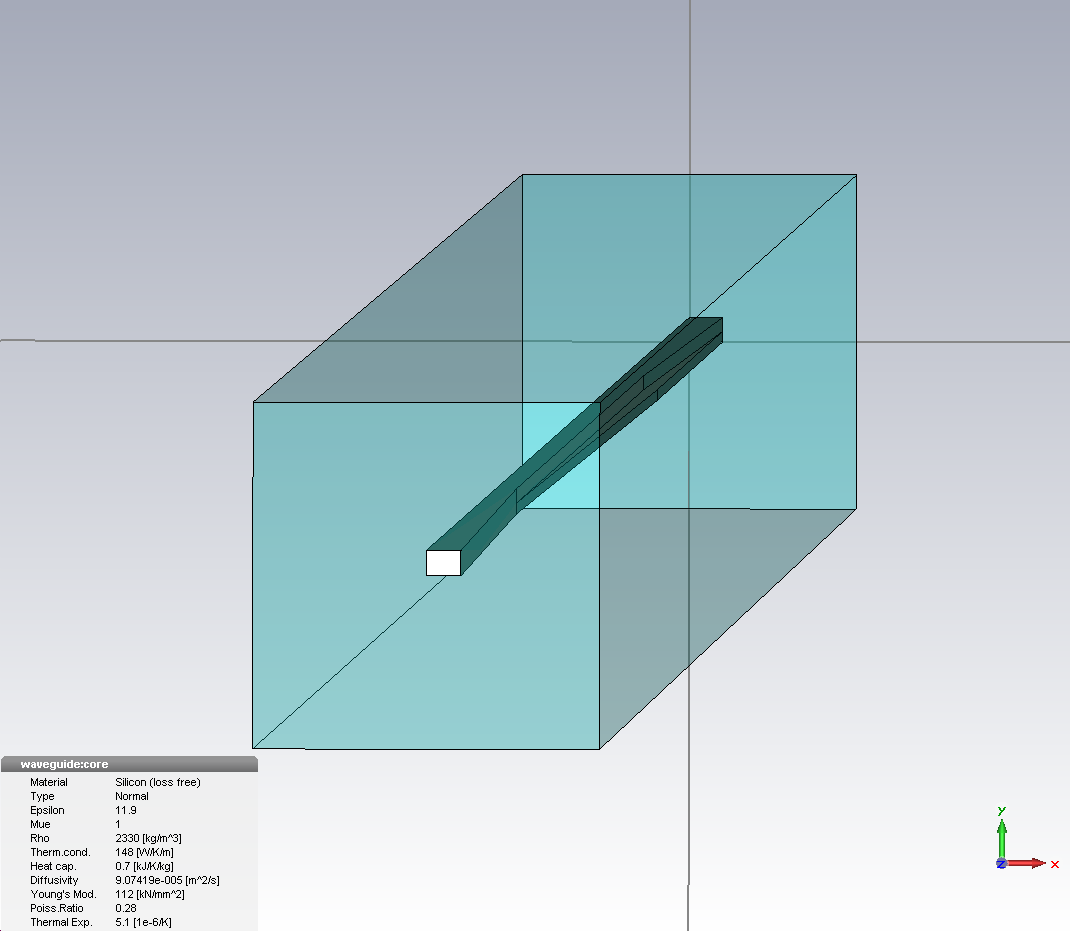 waveguide:core
Material Silicon (loss free)
Type Normal
Epsilon 11.9
Mue 1
Rho 2330 [kg/m^3]
Therm.cond. 148 [W/K/m]
Heat cap. 0.7 [kJ/K/kg]
Diffusivity 9.07419e-005 [m^2/s]
Young's Mod. 112 [kN/mm^2]
Poiss.Ratio 0.28
Thermal Exp. 5.1 [1e-6/K]
y
z x